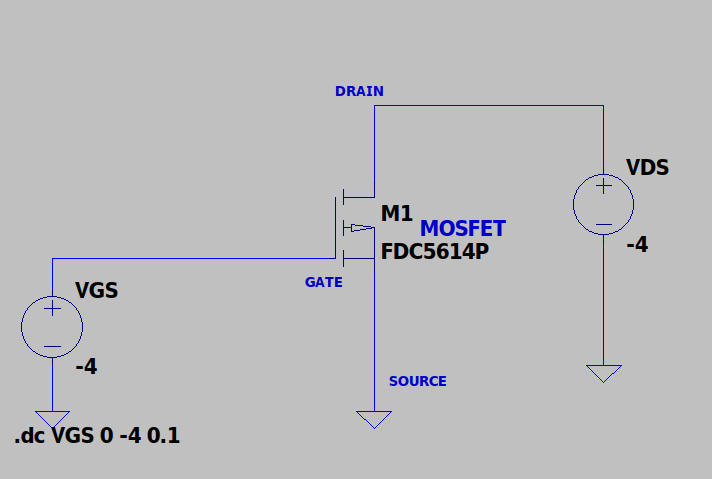 DRAIN
VDS
M1
MOSFET
FDC5614P
-4
GATE
VGS
-4
SOURCE
.dc VGS 0 -4 0.1